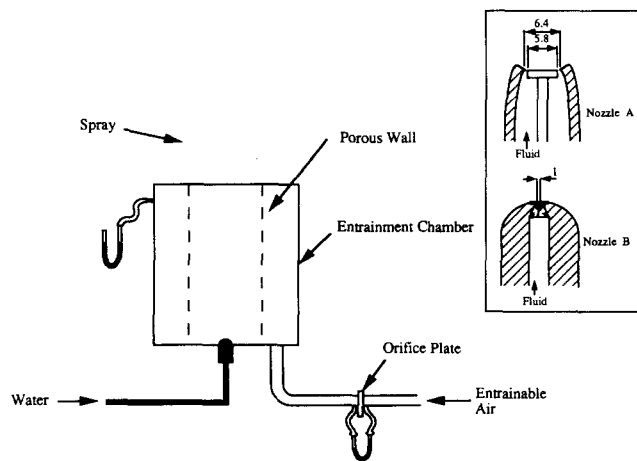 6.4
5.8
Nozzle A
Fluid
1
Nozzle B
Fluid
Spray
Porous Wall
Entrainment Chamber
Orifice Plate
Water
Entrainable
Air